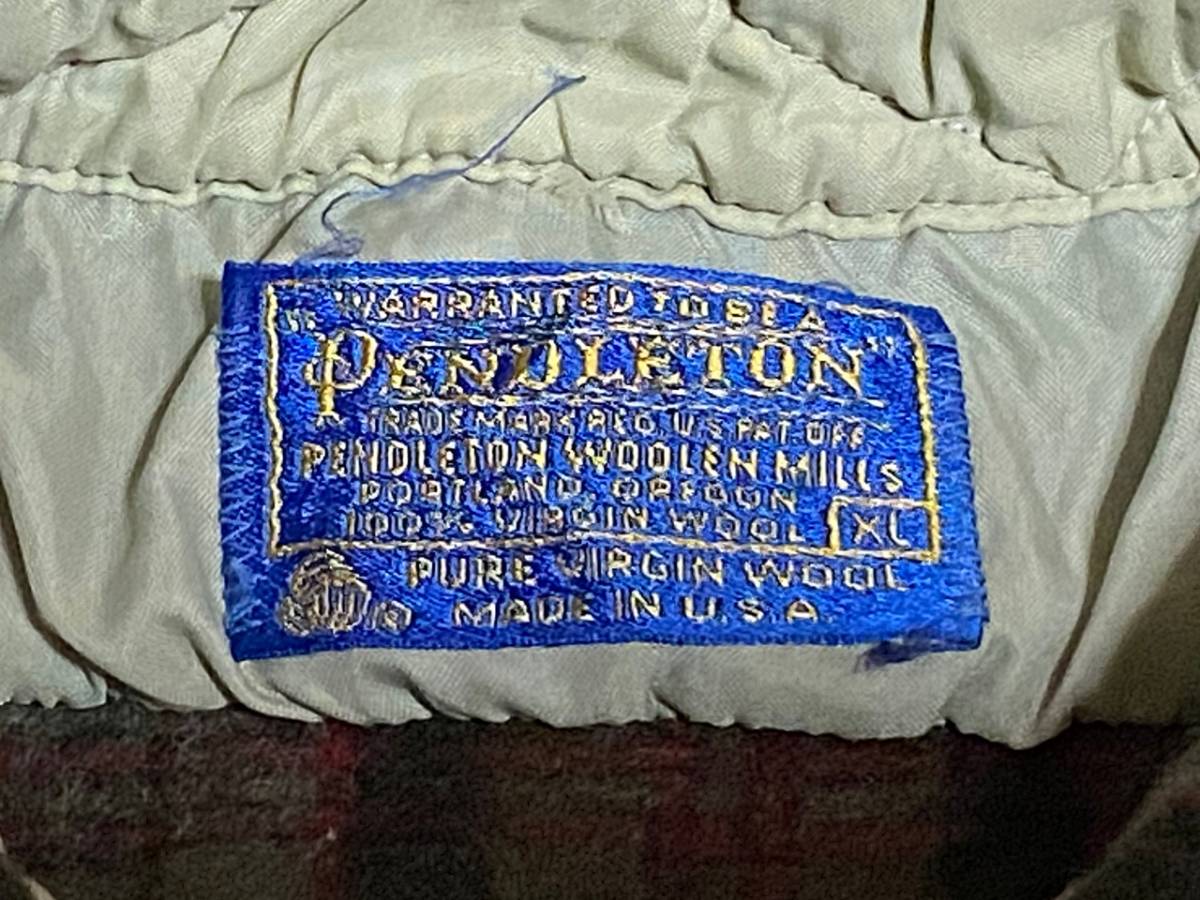 WARRANTED TO BE A
"PENDLETON"
TRADE MARK REG. U.S. PAT. OFF.
PENDLETON WOOLEN MILLS
PORTLAND, OREGON
100% VIRGIN WOOL XL
PURE VIRGIN WOOL
MADE IN U.S.A.